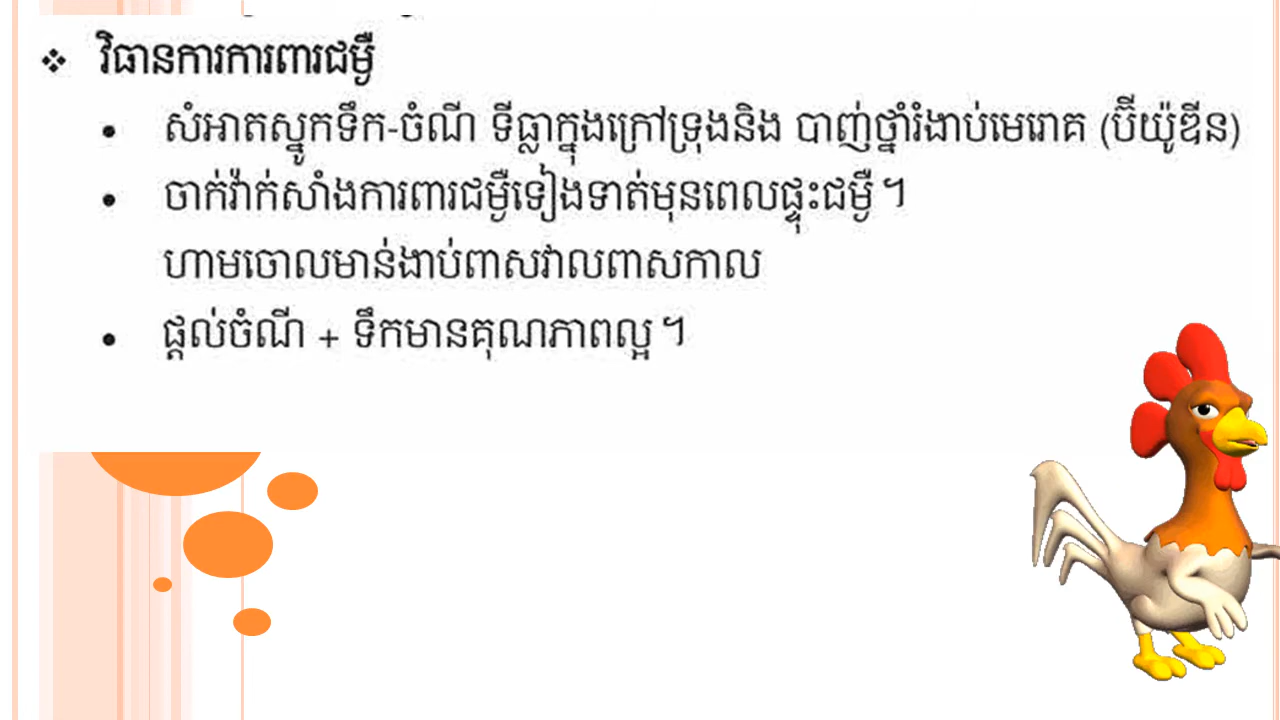 ❖ វិធានការការពារជម្ងឺ
• សំអាតស្នូកទឹក-ចំណី ទីធ្លាក្នុងក្រៅទ្រុងនិង បាញ់ថ្នាំរំងាប់មេរោគ (ប៊ីយ៉ូឌីន)
• ចាក់វ៉ាក់សាំងការពារជម្ងឺទៀងទាត់មុនពេលផ្ទុះជម្ងឺ ។
ហាមចោលមាន់ងាប់ពាសវាលពាសកាល
• ផ្តល់ចំណី + ទឹកមានគុណភាពល្អ ។